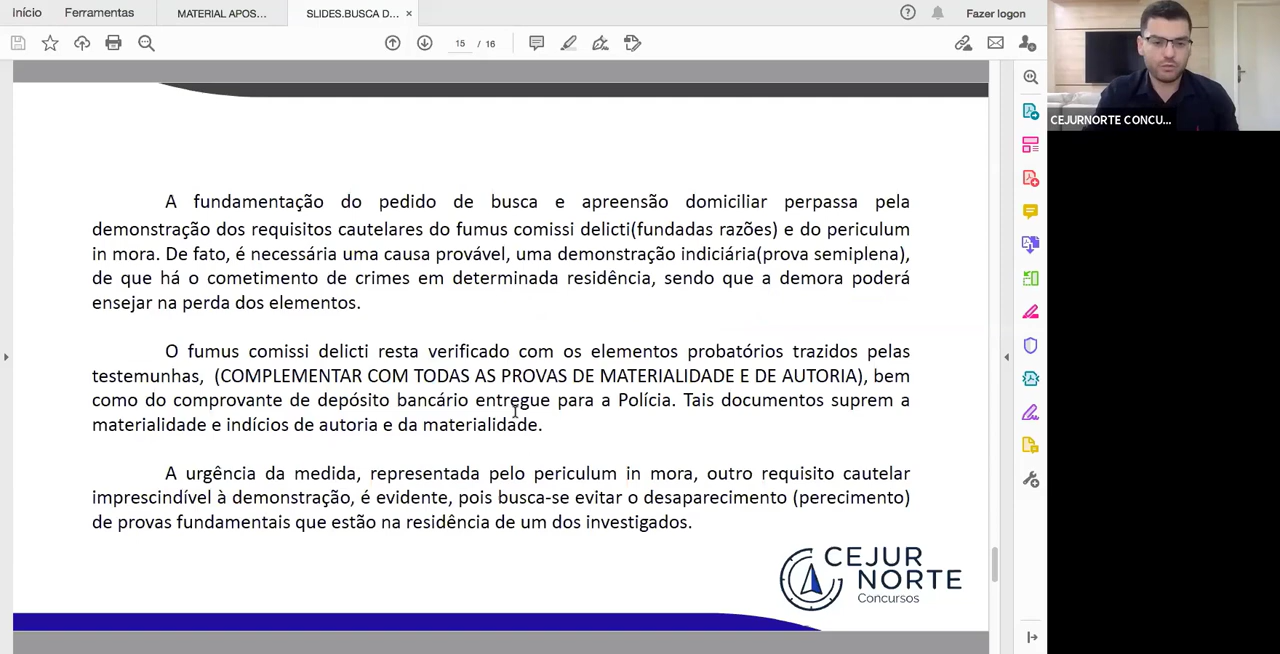 Início Ferramentas MATERIAL APOS... SLIDES.BUSCA D... × Fazer logon
15 / 16
CEJURNORTE CONCU...
A fundamentação do pedido de busca e apreensão domiciliar perpassa pela
demonstração dos requisitos cautelares do fumus comissi delicti(fundadas razões) e do periculum
in mora. De fato, é necessária uma causa provável, uma demonstração indiciária(prova semiplena),
de que há o cometimento de crimes em determinada residência, sendo que a demora poderá
ensejar na perda dos elementos.
O fumus comissi delicti resta verificado com os elementos probatórios trazidos pelas
testemunhas, (COMPLEMENTAR COM TODAS AS PROVAS DE MATERIALIDADE E DE AUTORIA), bem
como do comprovante de depósito bancário entregue para a Polícia. Tais documentos suprem a
materialidade e indícios de autoria e da materialidade.
A urgência da medida, representada pelo periculum in mora, outro requisito cautelar
imprescindível à demonstração, é evidente, pois busca-se evitar o desaparecimento (perecimento)
de provas fundamentais que estão na residência de um dos investigados.
CEJUR
NORTE
Concursos